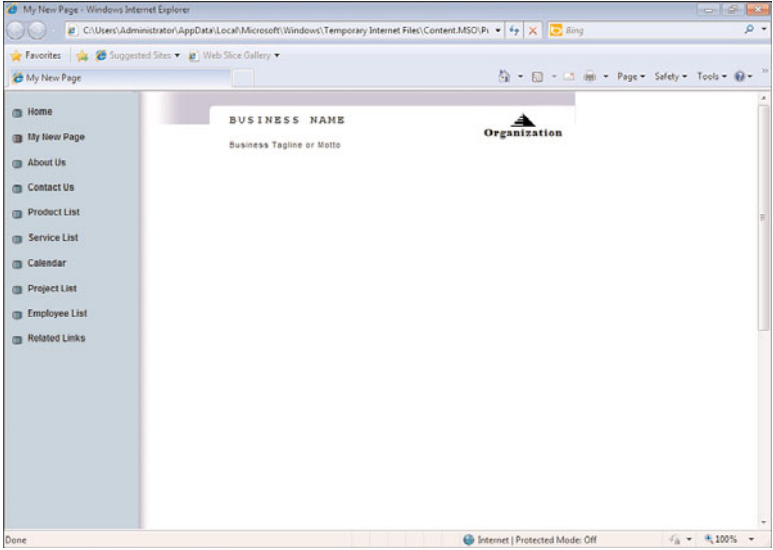 My New Page - Windows Internet Explorer
C:\Users\Administrator\AppData\Local\Microsoft\Windows\Temporary Internet Files\Content.MSO\Pu
Bing
Favorites Suggested Sites Web Slice Gallery
My New Page
Page Safety Tools
Home
My New Page
About Us
Contact Us
Product List
Service List
Calendar
Project List
Employee List
Related Links
BUSINESS NAME
Business Tagline or Motto
Organization
Done
Internet | Protected Mode: Off
100%